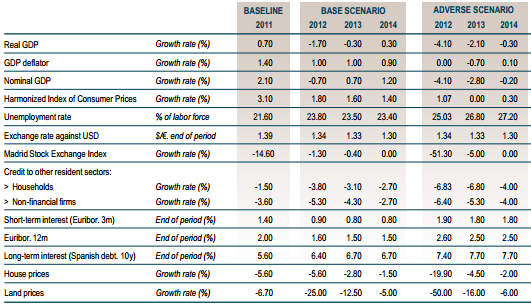 BASELINE BASE SCENARIO ADVERSE SCENARIO
2011 2012 2013 2014 2012 2013 2014
Real GDP Growth rate (%) 0.70 -1.70 -0.30 0.30 -4.10 -2.10 -0.30
GDP deflator Growth rate (%) 1.40 1.00 1.00 0.90 0.00 -0.70 0.10
Nominal GDP Growth rate (%) 2.10 -0.70 0.70 1.20 -4.10 -2.80 -0.20
Harmonized Index of Consumer Prices Growth rate (%) 3.10 1.80 1.60 1.40 1.07 0.00 0.30
Unemployment rate % of labor force 21.60 23.80 23.50 23.40 25.03 26.80 27.20
Exchange rate against USD $/€. end of period 1.39 1.34 1.33 1.30 1.34 1.33 1.30
Madrid Stock Exchange Index Growth rate (%) -14.60 -1.30 -0.40 0.00 -51.30 -5.00 0.00
Credit to other resident sectors:
> Households Growth rate (%) -1.50 -3.80 -3.10 -2.70 -6.83 -6.80 -4.00
> Non-financial firms Growth rate (%) -3.60 -5.30 -4.30 -2.70 -6.40 -5.30 -4.00
Short-term interest (Euribor. 3m) End of period (%) 1.40 0.90 0.80 0.80 1.90 1.80 1.80
Euribor. 12m End of period (%) 2.00 1.60 1.50 1.50 2.60 2.50 2.50
Long-term interest (Spanish debt. 10y) End of period (%) 5.60 6.40 6.70 6.70 7.40 7.70 7.70
House prices Growth rate (%) -5.60 -5.60 -2.80 -1.50 -19.90 -4.50 -2.00
Land prices Growth rate (%) -6.70 -25.00 -12.50 -5.00 -50.00 -16.00 -6.00